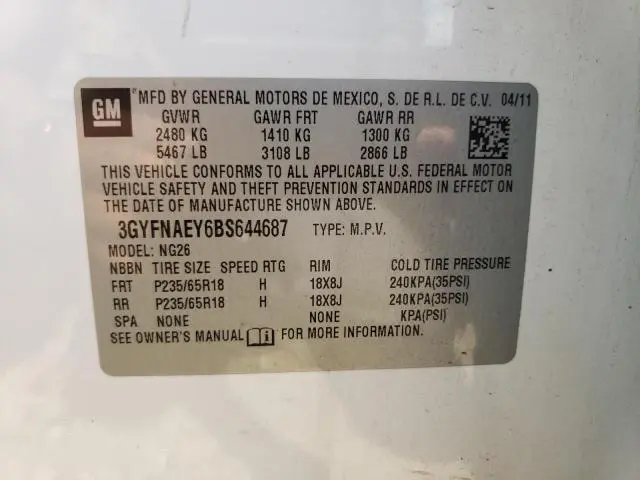 GM
"MFD BY GENERAL MOTORS DE MEXICO, S. DE R.L. DE C.V. 04/11
GVWR GAWR FRT GAWR RR
2480 KG 1410 KG 1300 KG
5467 LB 3108 LB 2866 LB
THIS VEHICLE CONFORMS TO ALL APPLICABLE U.S. FEDERAL MOTOR
VEHICLE SAFETY AND THEFT PREVENTION STANDARDS IN EFFECT ON
THE DATE OF MANUFACTURE SHOWN ABOVE.
3GYFNAEY6BS644687 TYPE: M.P.V.
MODEL: NG26
NBBN TIRE SIZE SPEED RTG RIM COLD TIRE PRESSURE
FRT P235/65R18 H 18X8J 240KPA(35PSI)
RR P235/65R18 H 18X8J 240KPA(35PSI)
SPA NONE NONE KPA(PSI)
SEE OWNER'S MANUAL i FOR MORE INFORMATION.